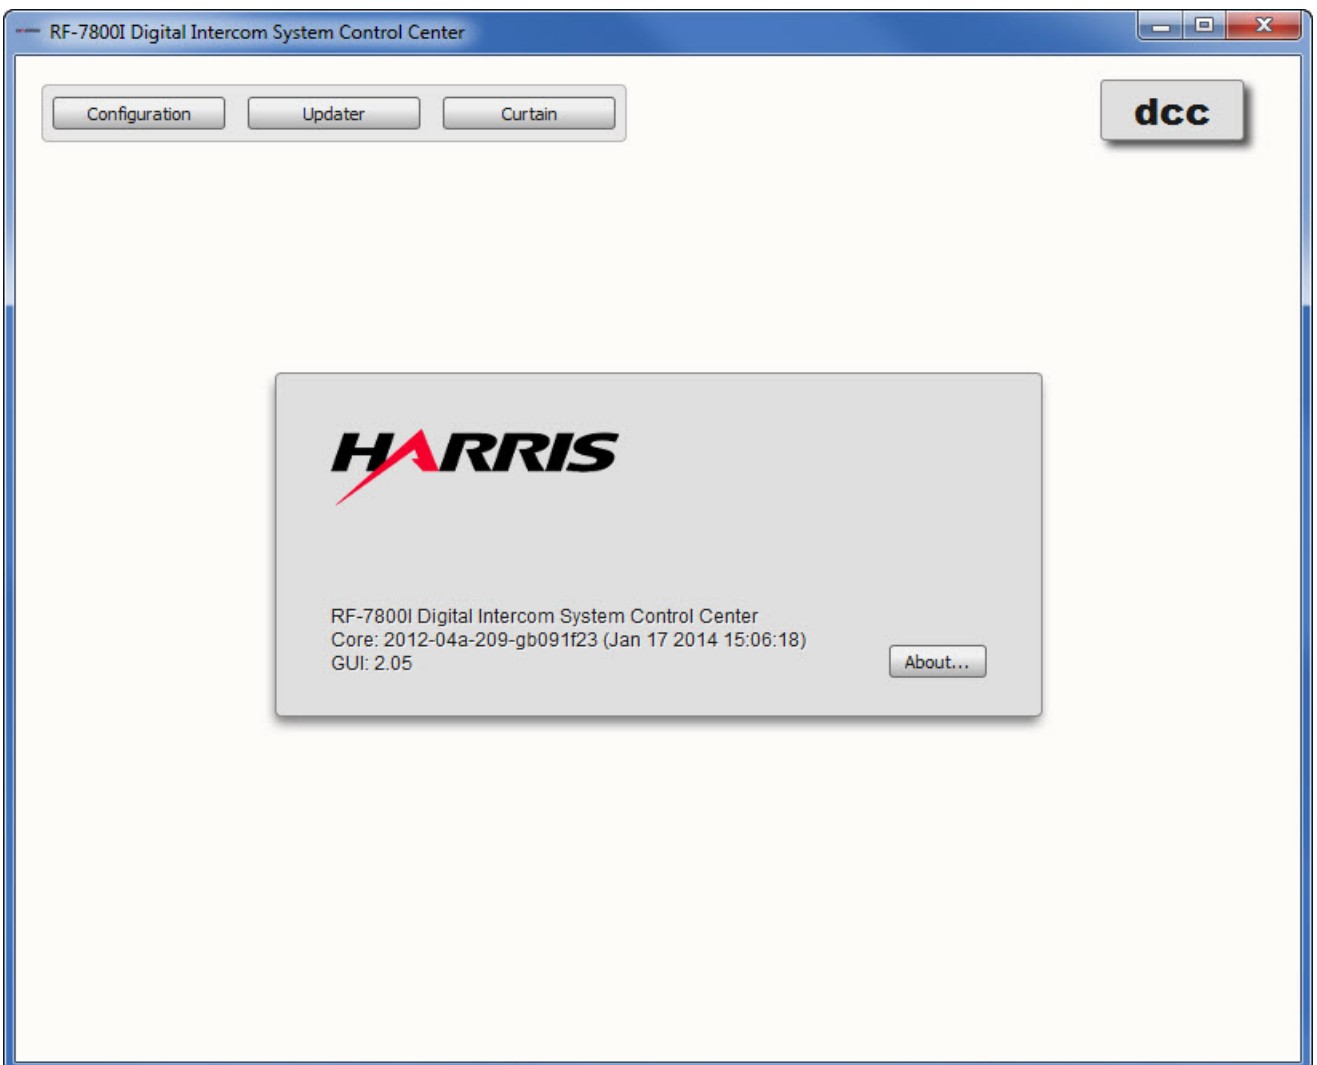 RF-7800I Digital Intercom System Control Center
Configuration Updater Curtain
dcc
HARRIS
RF-7800I Digital Intercom System Control Center
Core: 2012-04a-209-gb091f23 (Jan 17 2014 15:06:18)
GUI: 2.05
About...